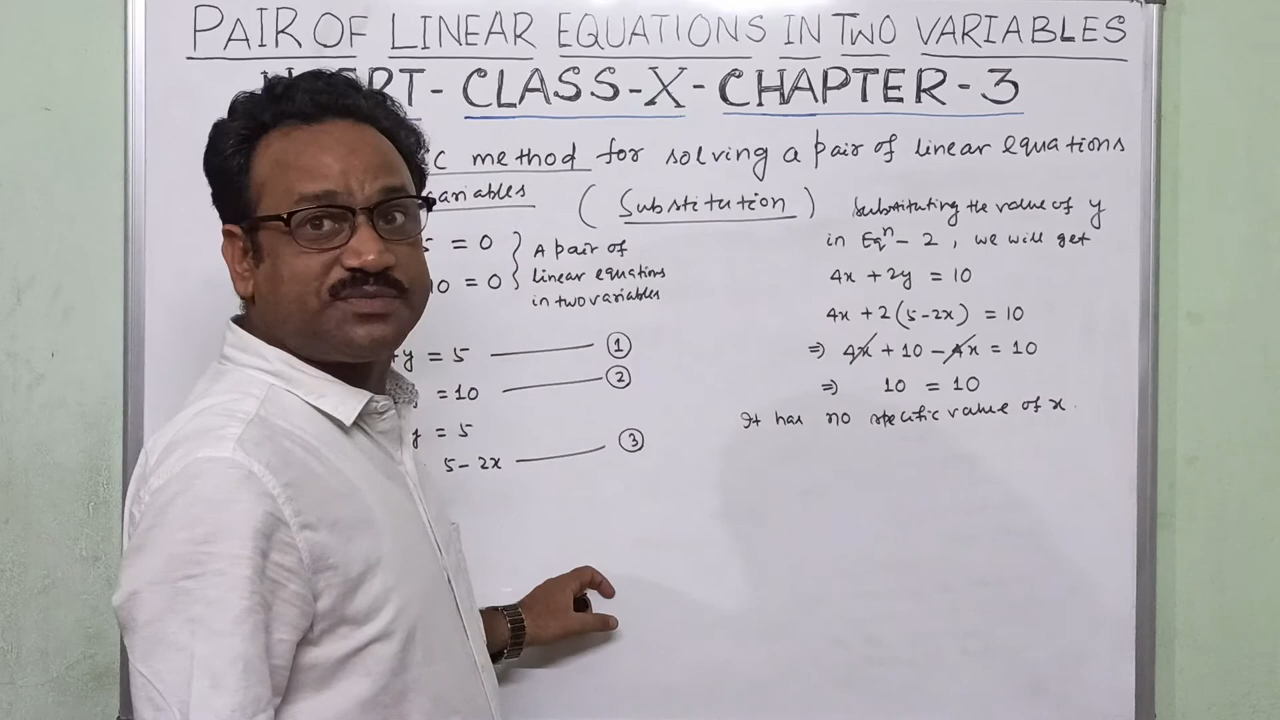 PAIR OF LINEAR EQUATIONS IN TWO VARIABLES
CLASS-X-CHAPTER-3
method for solving a pair of linear equations
variables (Substitution)
= 0
= 0
A pair of
linear equations
in two variables
+y = 5 ①
= 10 ②
y = 5
5-2x ③
Substituting the value of y
in Eqⁿ-2, we will get
4x + 2y = 10
4x + 2(5-2x) = 10
⇒ 4x + 10 - 4x = 10
⇒ 10 = 10
It has no specific value of x.